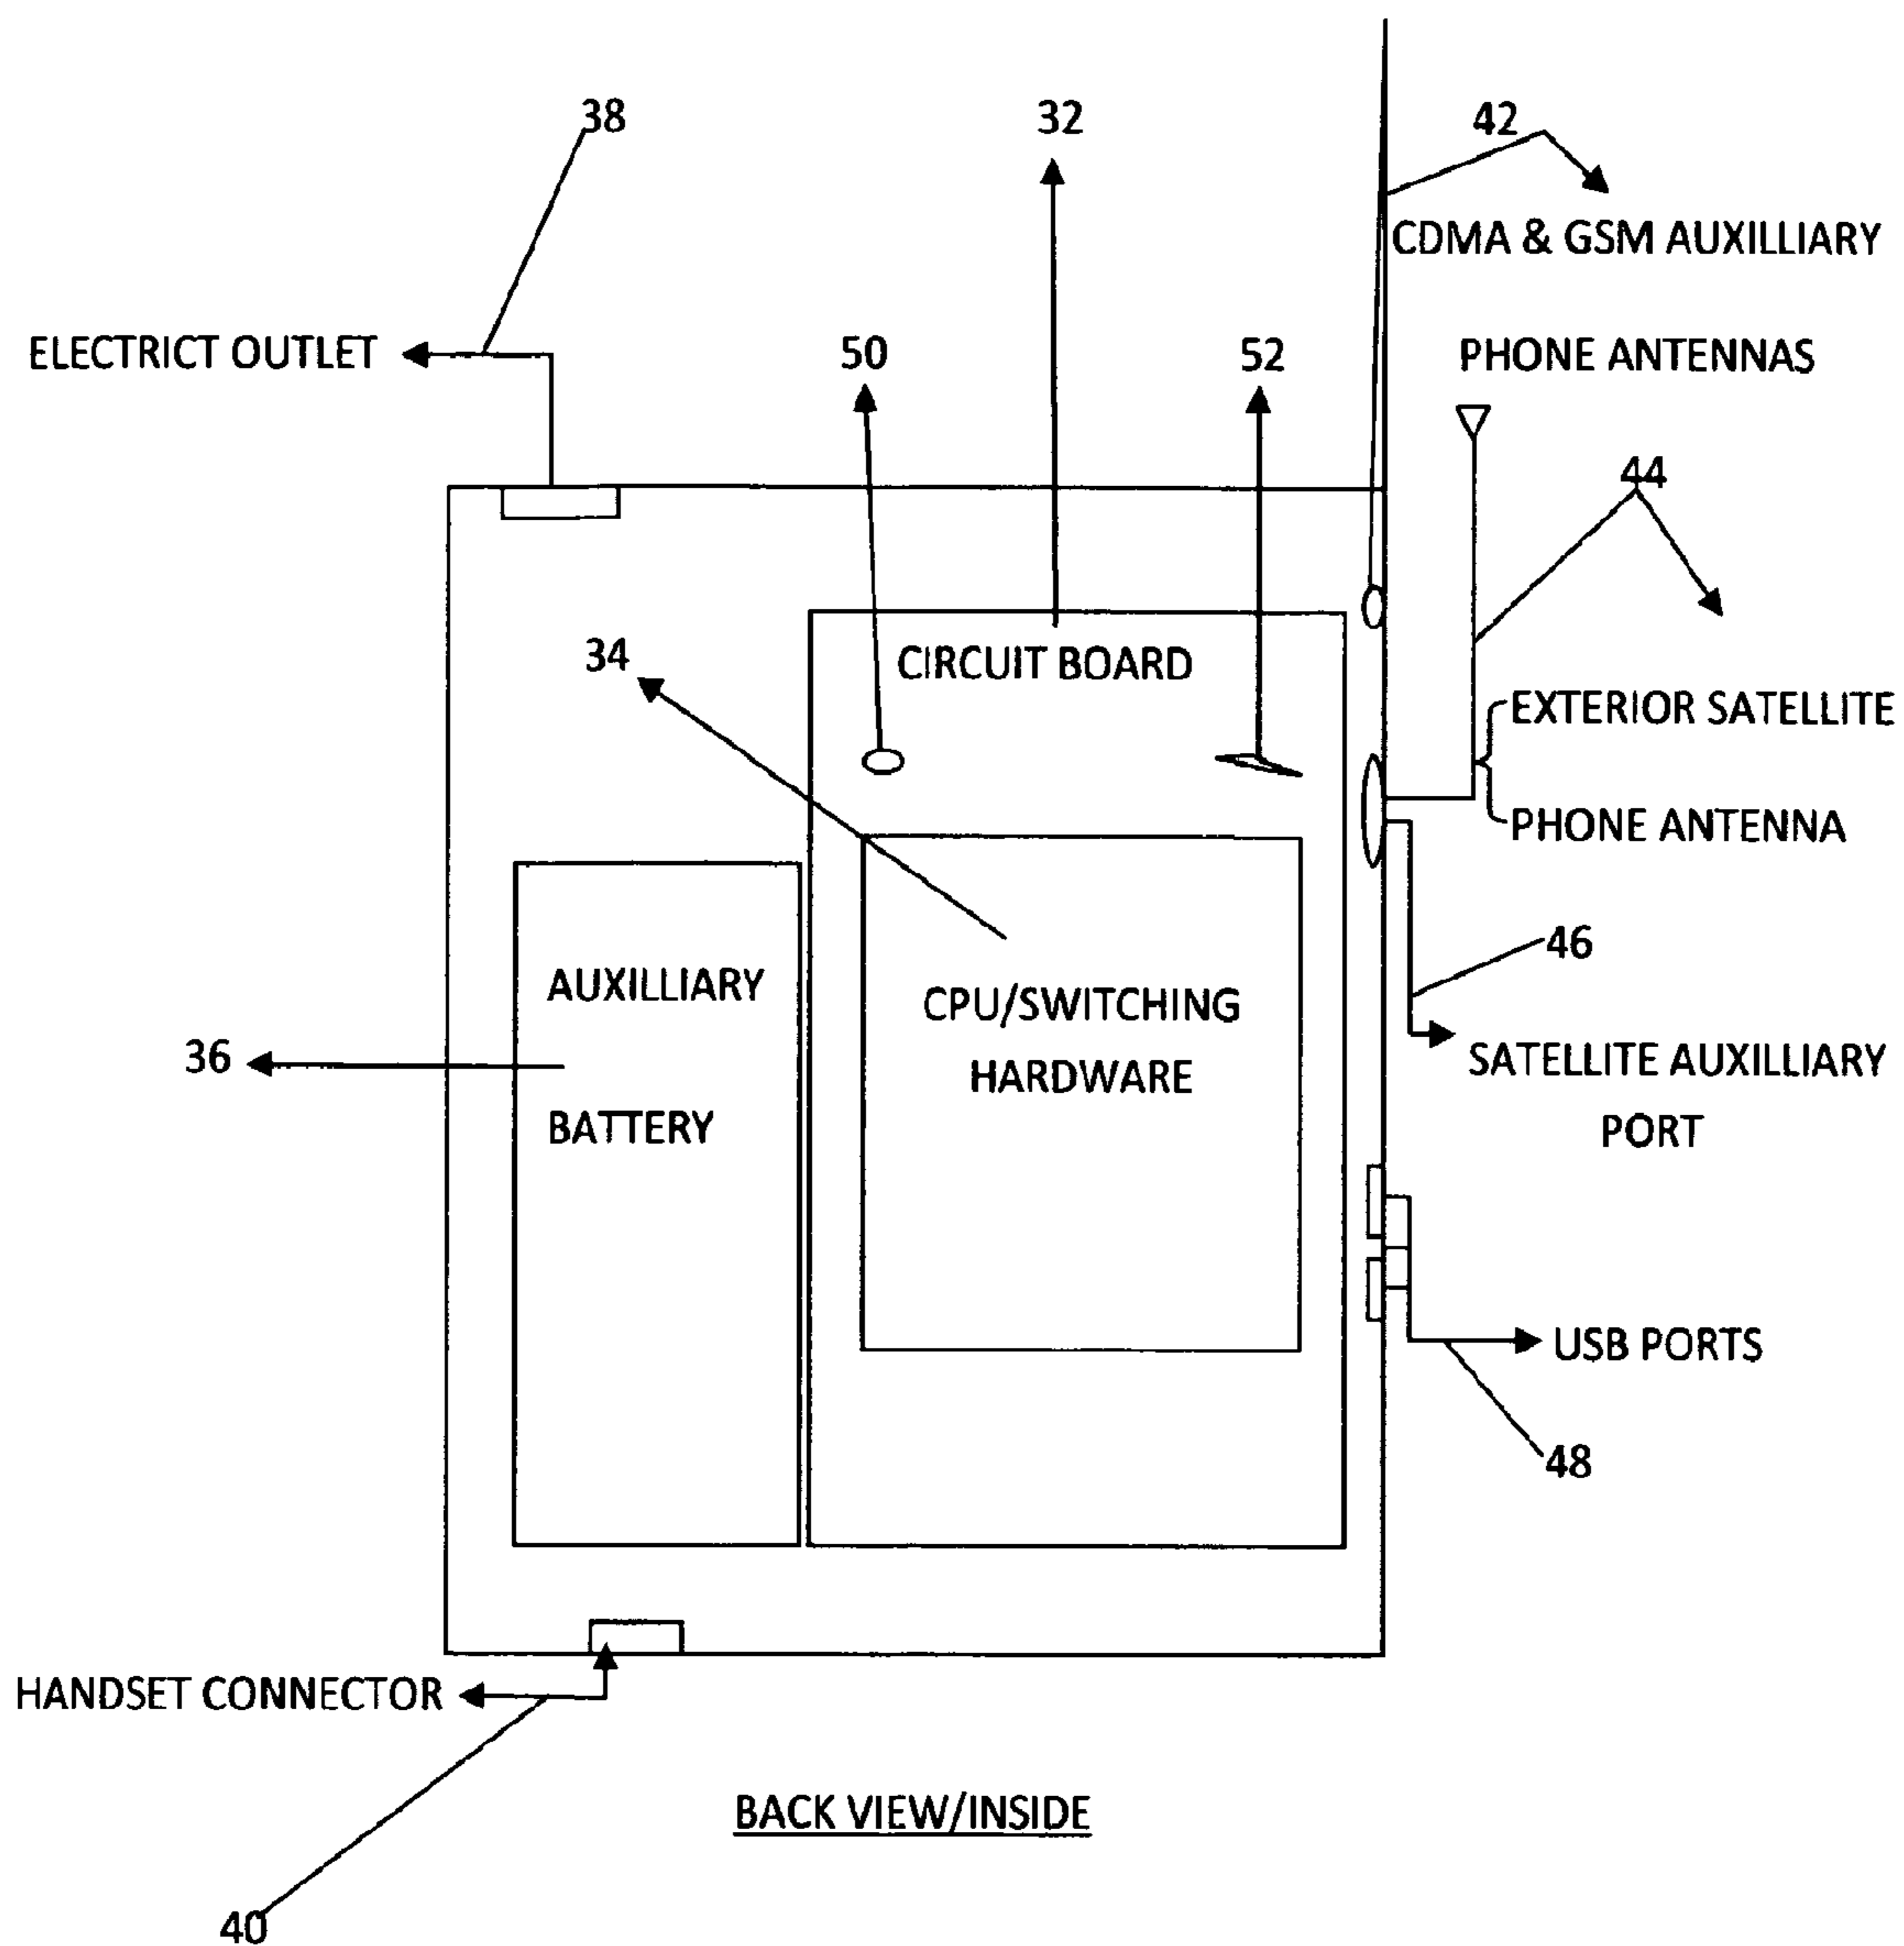 38
32
42
CDMA & GSM AUXILLIARY
PHONE ANTENNAS
ELECTRICT OUTLET
50
52
44
34
CIRCUIT BOARD
EXTERIOR SATELLITE
PHONE ANTENNA
46
AUXILLIARY
BATTERY
CPU/SWITCHING
HARDWARE
36
SATELLITE AUXILLIARY
PORT
USB PORTS
48
HANDSET CONNECTOR
BACK VIEW/INSIDE
40